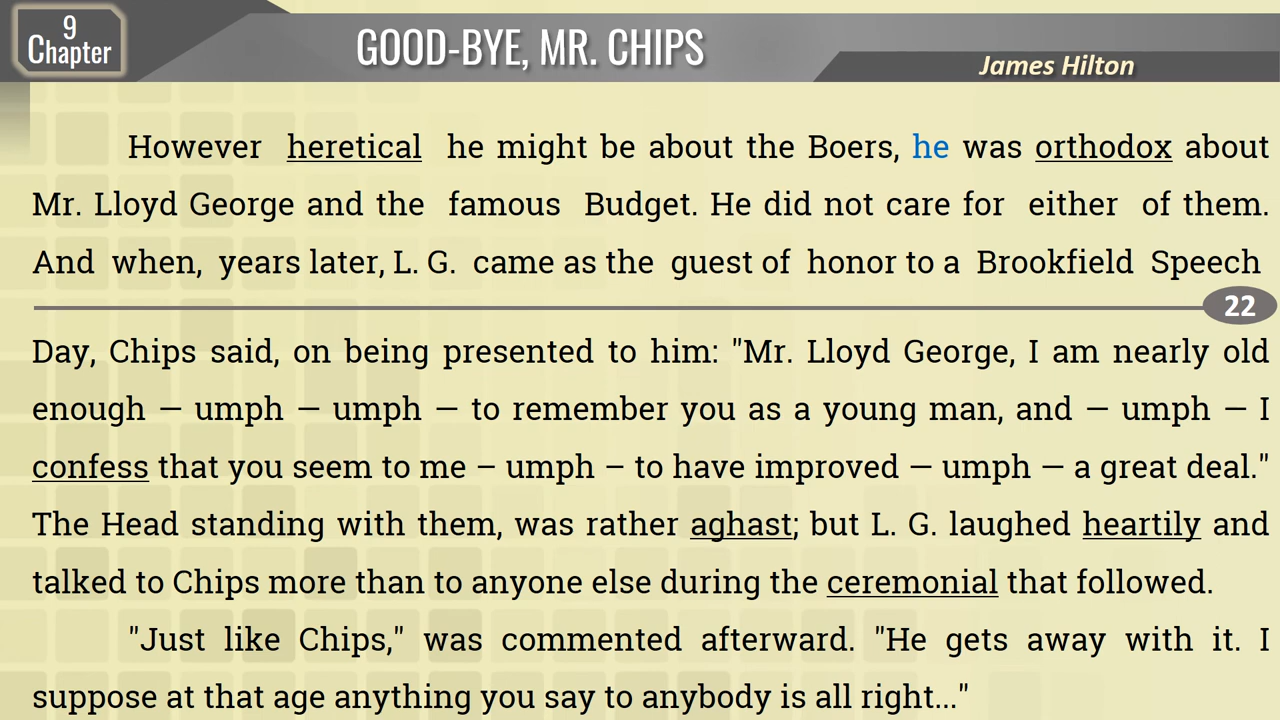 9
Chapter
GOOD-BYE, MR. CHIPS
James Hilton
However heretical he might be about the Boers, he was orthodox about
Mr. Lloyd George and the famous Budget. He did not care for either of them.
And when, years later, L. G. came as the guest of honor to a Brookfield Speech
22
Day, Chips said, on being presented to him: "Mr. Lloyd George, I am nearly old
enough — umph — umph — to remember you as a young man, and — umph — I
confess that you seem to me – umph – to have improved — umph — a great deal."
The Head standing with them, was rather aghast; but L. G. laughed heartily and
talked to Chips more than to anyone else during the ceremonial that followed.
"Just like Chips," was commented afterward. "He gets away with it. I
suppose at that age anything you say to anybody is all right..."